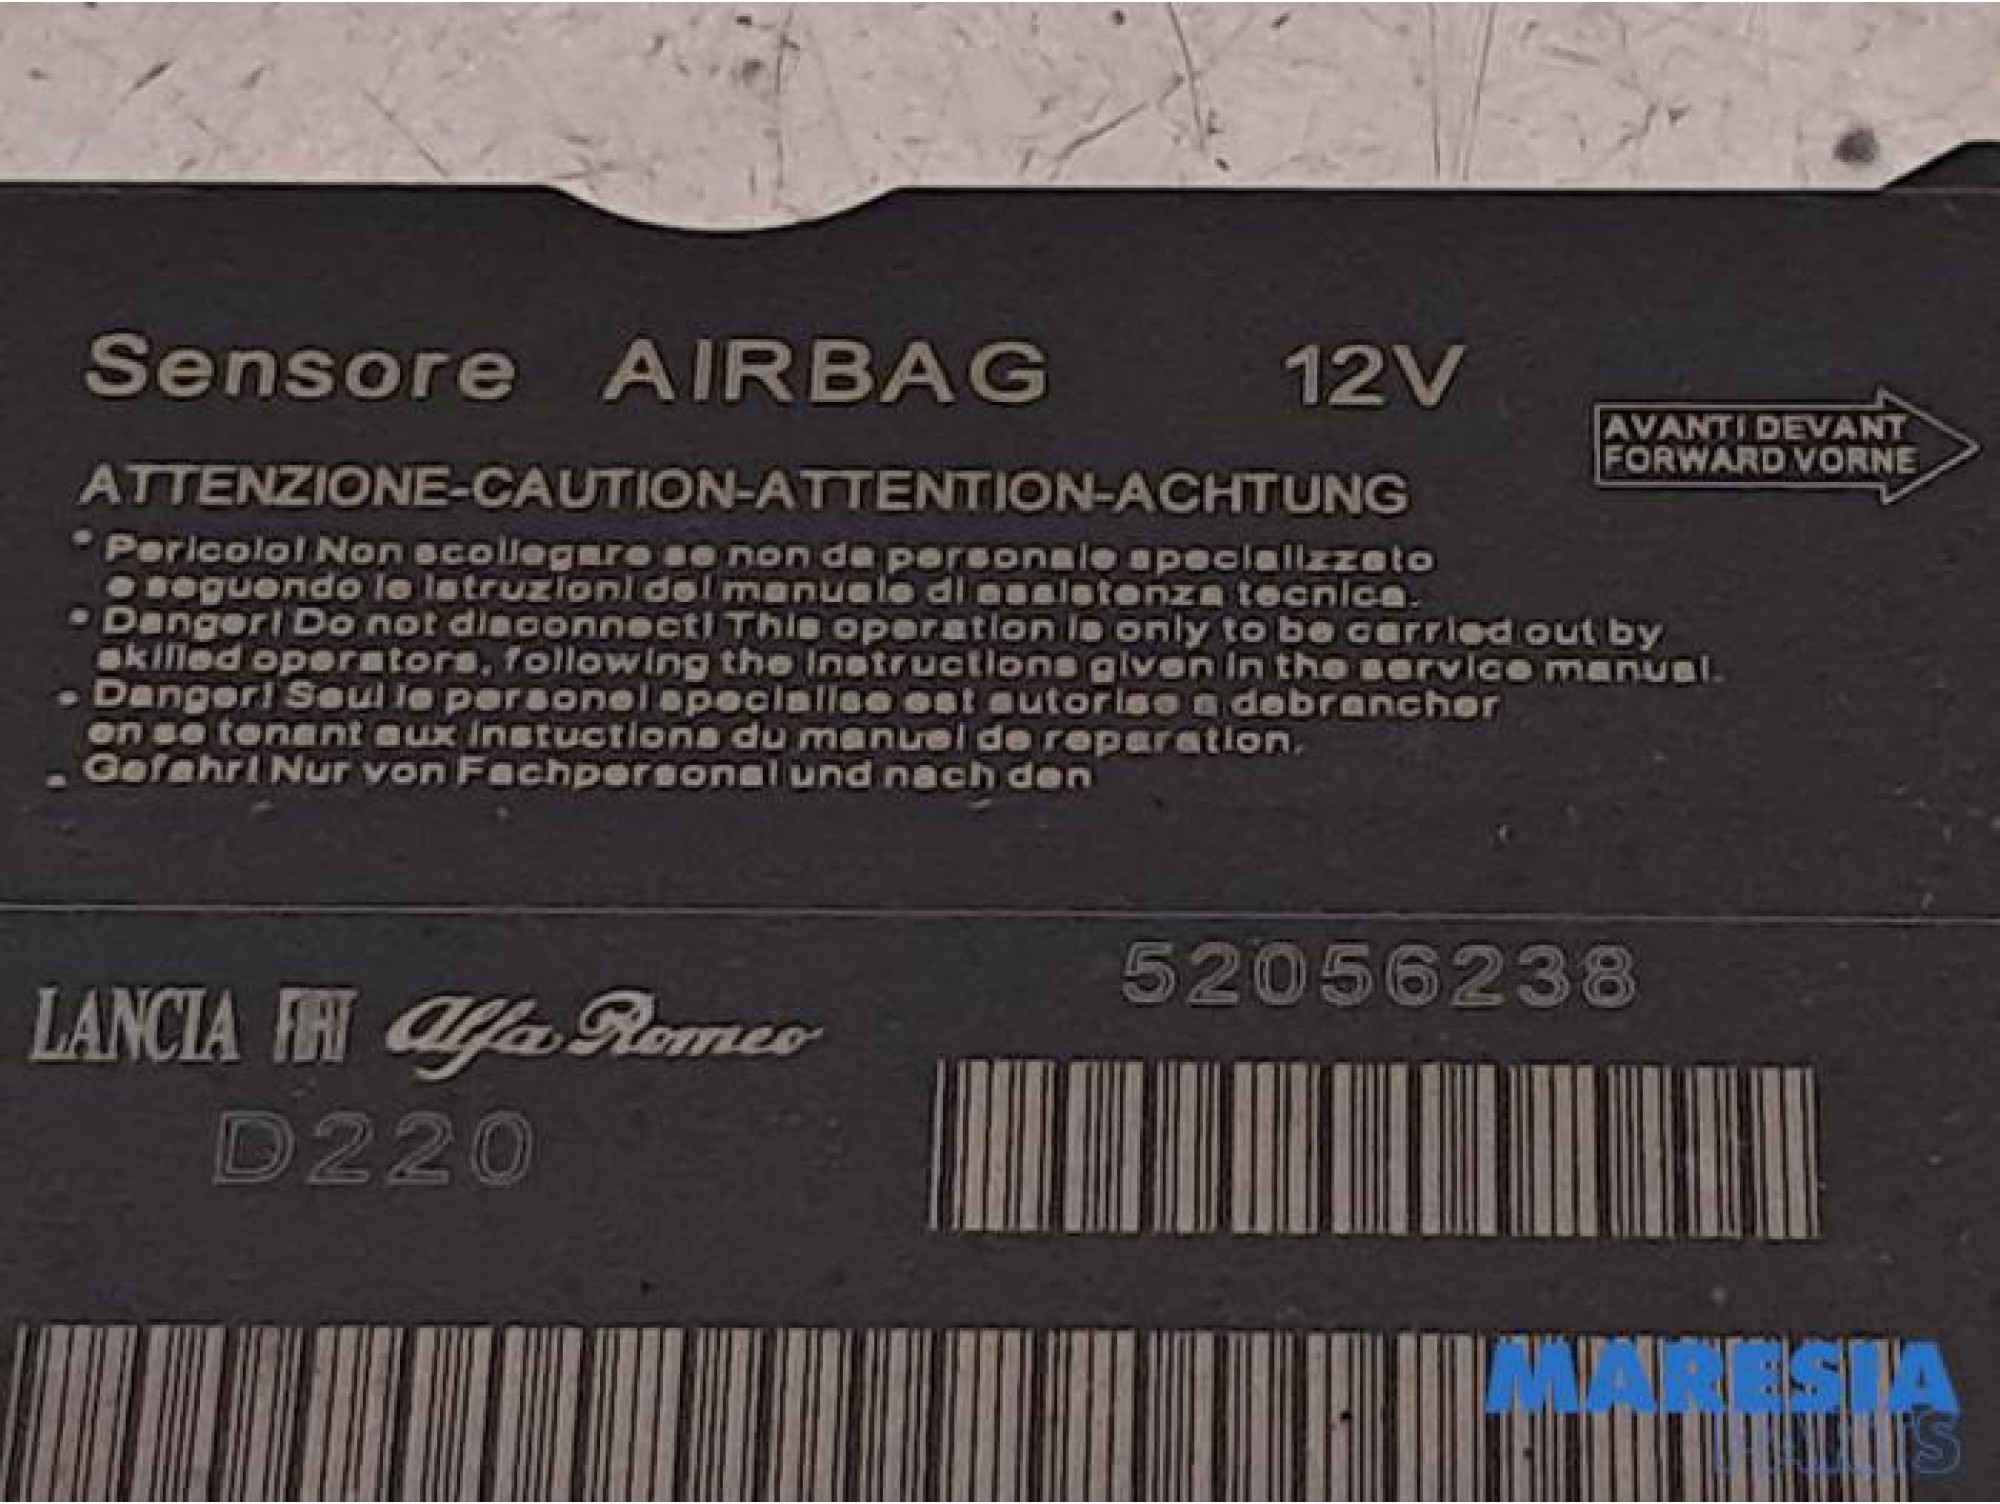 Sensore AIRBAG 12V
AVANTI DEVANT
FORWARD VORNE
ATTENZIONE-CAUTION-ATTENTION-ACHTUNG
• Pericolo! Non scollegare se non da personale specializzato
e seguendo le istruzioni del manuale di assistenza tecnica.
• Danger! Do not disconnect! This operation is only to be carried out by
skilled operators, following the instructions given in the service manual.
• Danger! Seul le personel specialise est autorise a debrancher
en se tenant aux instuctions du manuel de reparation.
- Gefahr! Nur von Fachpersonal und nach den
52056238
LANCIA FIAT Alfa Romeo
D220
MARESIA
PARTS